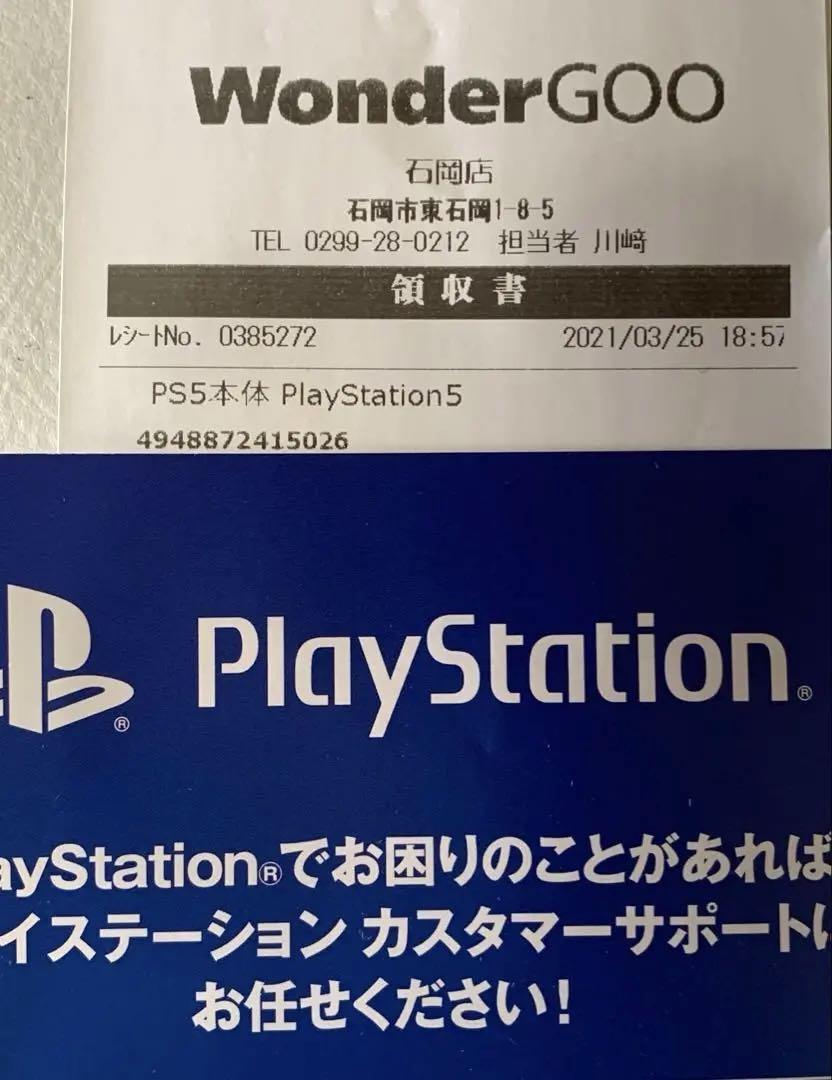 WonderGOO
石岡店
石岡市東石岡1-8-5
TEL 0299-28-0212 担当者 川﨑
領収書
レシートNo. 0385272 2021/03/25 18:57
PS5本体 PlayStation5
4948872415026
PlayStation®
ayStation®でお困りのことがあれば
イステーション カスタマーサポートに
お任せください!